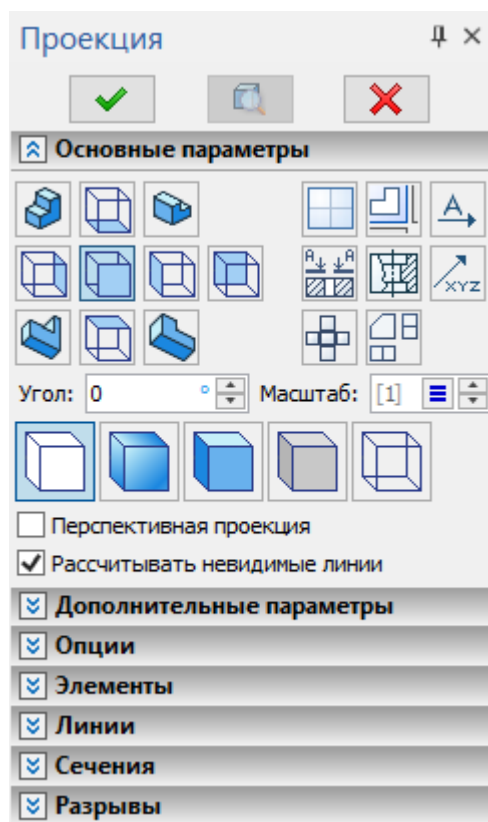 Проекция
Основные параметры
A
A A
XYZ
Угол: 0 ° Масштаб: [1]
Перспективная проекция
Рассчитывать невидимые линии
Дополнительные параметры
Опции
Элементы
Линии
Сечения
Разрывы